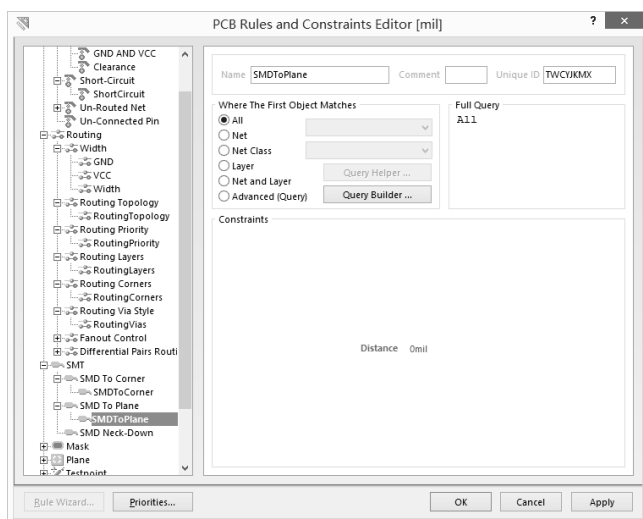 PCB Rules and Constraints Editor [mil]
? ×
GND AND VCC
Clearance
Short-Circuit
ShortCircuit
Un-Routed Net
Un-Connected Pin
Routing
Width
GND
VCC
Width
Routing Topology
RoutingTopology
Routing Priority
RoutingPriority
Routing Layers
RoutingLayers
Routing Corners
RoutingCorners
Routing Via Style
RoutingVias
Fanout Control
Differential Pairs Routi
SMT
SMD To Corner
SMDToCorner
SMD To Plane
SMDToPlane
SMD Neck-Down
Mask
Plane
Testpoint
Name SMDToPlane Comment Unique ID TWCYJKMX
Where The First Object Matches
All
Net
Net Class
Layer
Net and Layer
Advanced (Query)
Query Helper ...
Query Builder ...
Full Query
All
Constraints
Distance 0mil
Rule Wizard... Priorities... OK Cancel Apply